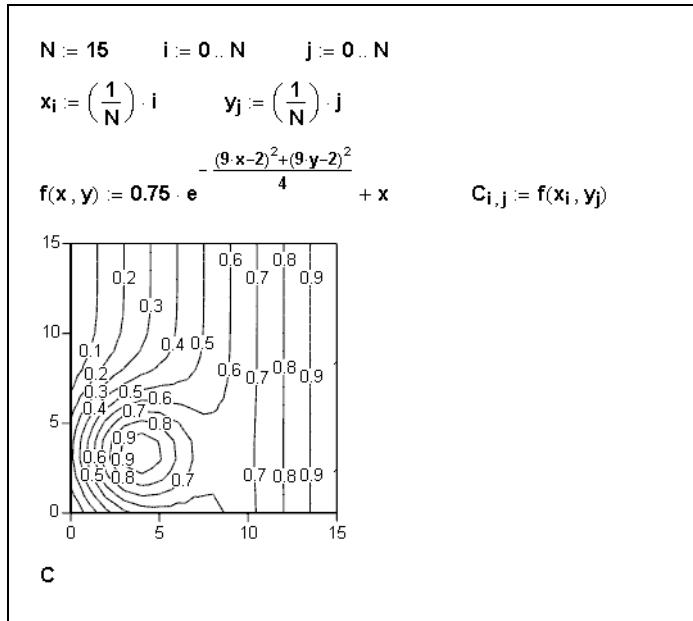 N := 15 i := 0 .. N j := 0 .. N
x_i := (1/N) · i y_j := (1/N) · j
f(x , y) := 0.75 · e^(-((9·x-2)^2+(9·y-2)^2)/4) + x C_i,j := f(x_i , y_j)
15
0.6 0.8
0.2 0.7 0.9
0.3
10
0.4 0.5
0.1
0.6 0.8
0.2 0.7 0.9
0.3 0.5 0.6
0.4 0.7
5
0.8
0.9
0.6 0.9
0.5 0.8 0.7 0.7 0.8 0.9
0
0 5 10 15
C